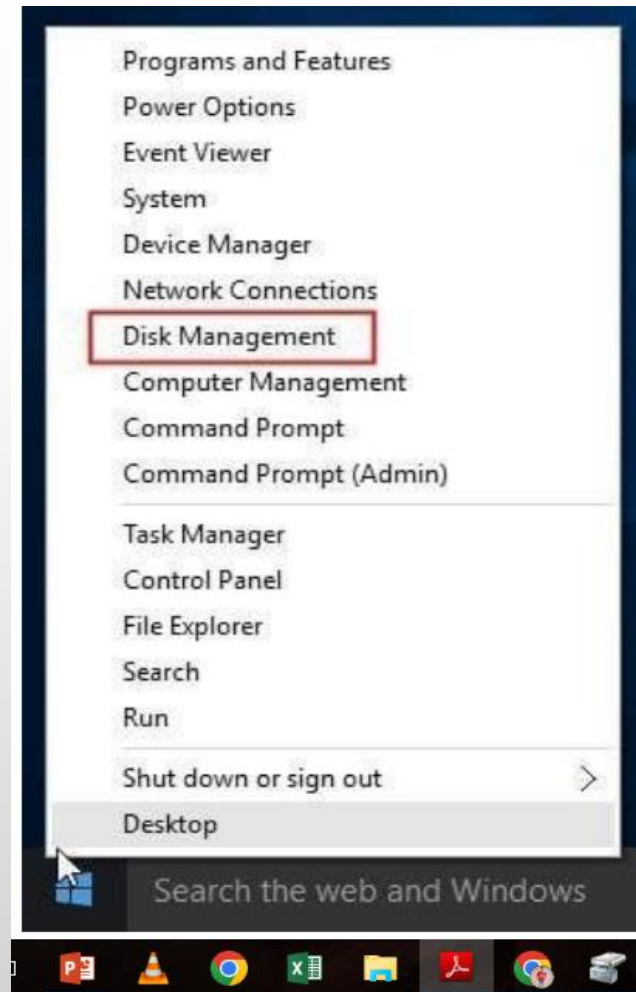 Programs and Features
Power Options
Event Viewer
System
Device Manager
Network Connections
Disk Management
Computer Management
Command Prompt
Command Prompt (Admin)
Task Manager
Control Panel
File Explorer
Search
Run
Shut down or sign out
Desktop
Search the web and Windows